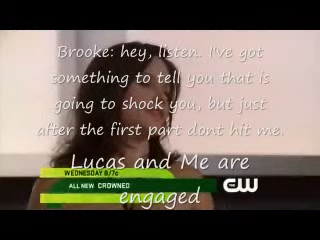 Brooke: hey, listen. I've got
something to tell you that is
going to shock you, but just
after the first part dont hit me.
Lucas and Me are
WEDNESDAY 8/7c
ALL NEW CROWNED
CW
engaged